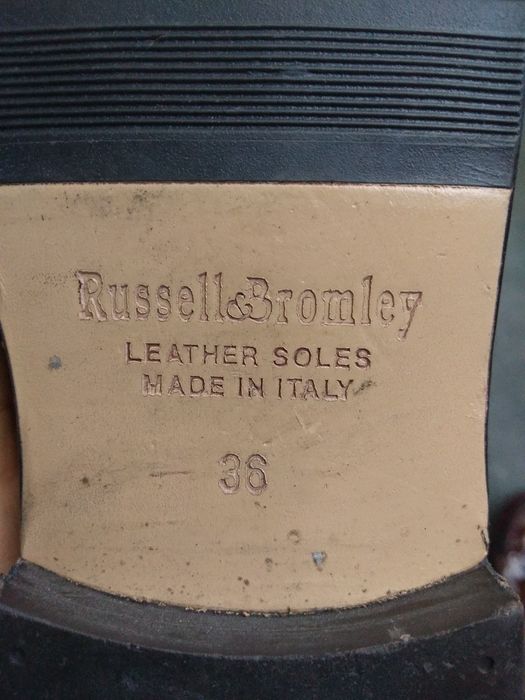 Russell&Bromley
LEATHER SOLES
MADE IN ITALY
36